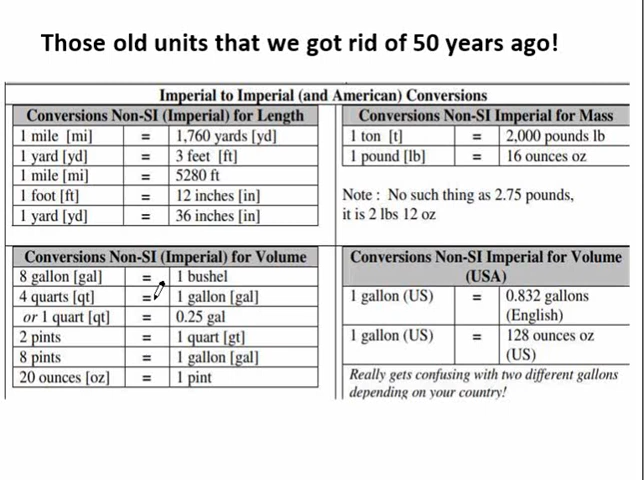 Those old units that we got rid of 50 years ago!
Imperial to Imperial (and American) Conversions
Conversions Non-SI (Imperial) for Length
1 mile [mi] = 1,760 yards [yd]
1 yard [yd] = 3 feet [ft]
1 mile [mi] = 5280 ft
1 foot [ft] = 12 inches [in]
1 yard [yd] = 36 inches [in]
Conversions Non-SI Imperial for Mass
1 ton [t] = 2,000 pounds lb
1 pound [lb] = 16 ounces oz
Note : No such thing as 2.75 pounds,
it is 2 lbs 12 oz
Conversions Non-SI (Imperial) for Volume
8 gallon [gal] = 1 bushel
4 quarts [qt] = 1 gallon [gal]
or 1 quart [qt] = 0.25 gal
2 pints = 1 quart [gt]
8 pints = 1 gallon [gal]
20 ounces [oz] = 1 pint
Conversions Non-SI Imperial for Volume
(USA)
1 gallon (US) = 0.832 gallons
(English)
1 gallon (US) = 128 ounces oz
(US)
Really gets confusing with two different gallons
depending on your country!